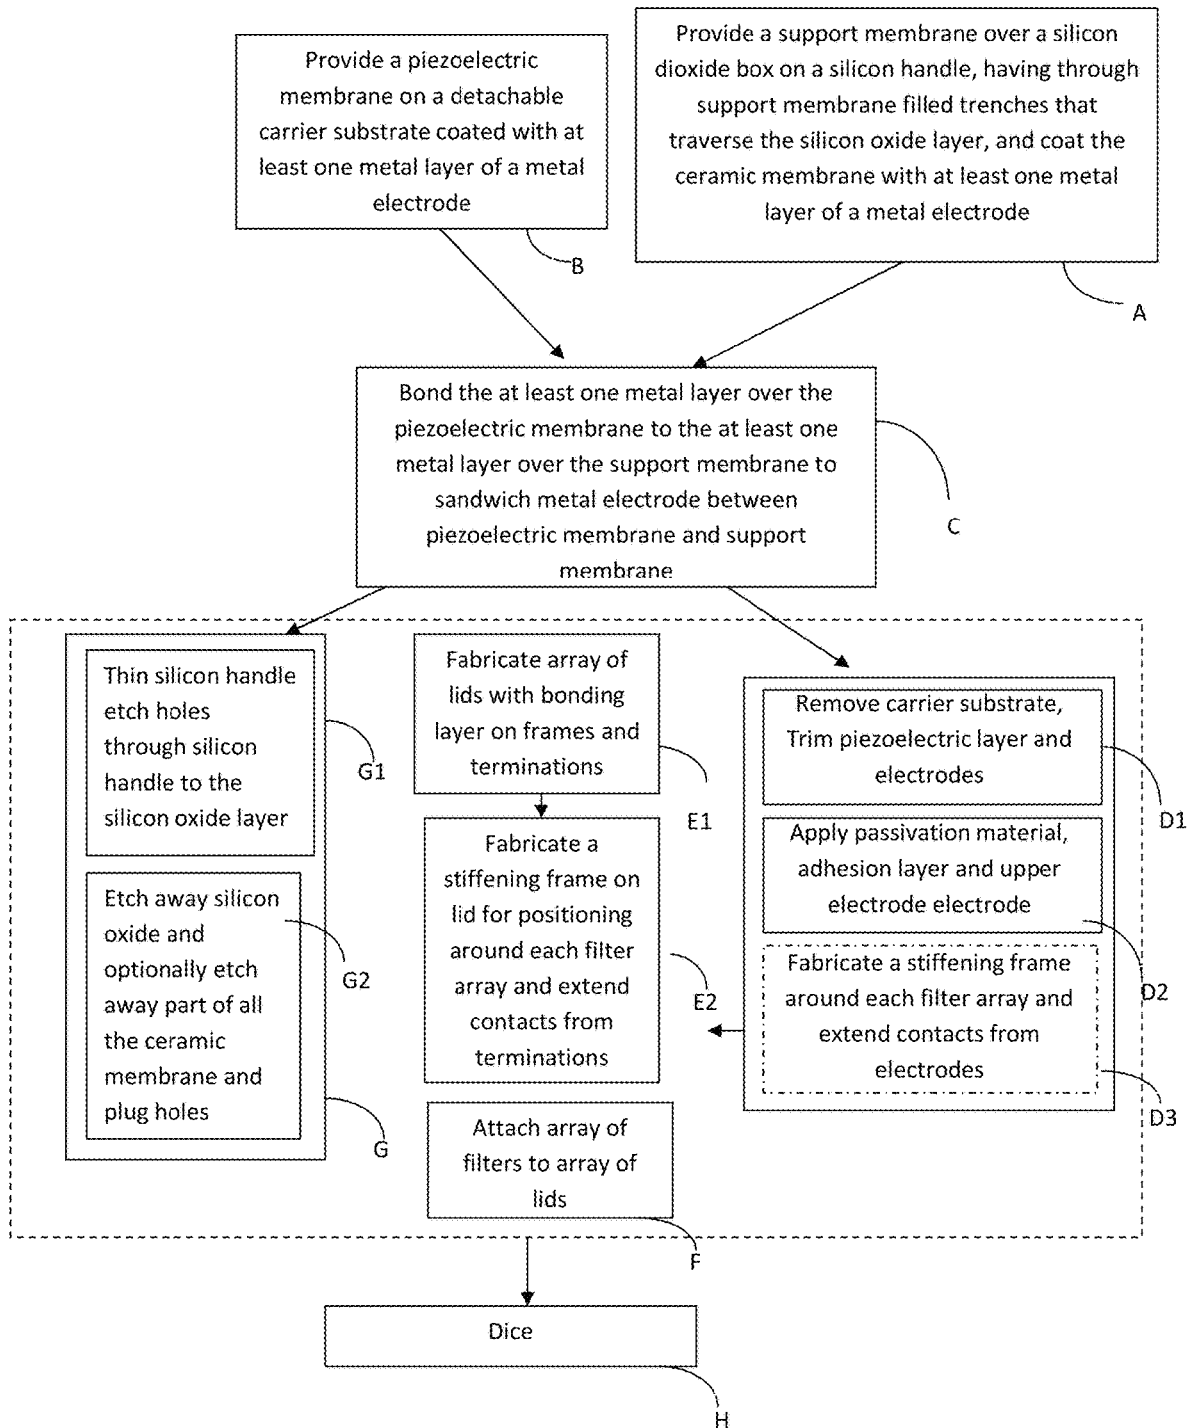 Provide a piezoelectric
membrane on a detachable
carrier substrate coated with at
least one metal layer of a metal
electrode
B
Provide a support membrane over a silicon
dioxide box on a silicon handle, having through
support membrane filled trenches that
traverse the silicon oxide layer, and coat the
ceramic membrane with at least one metal
layer of a metal electrode
A
Bond the at least one metal layer over the
piezoelectric membrane to the at least one
metal layer over the support membrane to
sandwich metal electrode between
piezoelectric membrane and support
membrane
C
Thin silicon handle
etch holes
through silicon
handle to the
silicon oxide layer
G1
Etch away silicon
oxide and
optionally etch
away part of all
the ceramic
membrane and
plug holes
G2
G
Fabricate array of
lids with bonding
layer on frames and
terminations
E1
Fabricate a
stiffening frame on
lid for positioning
around each filter
array and extend
contacts from
terminations
E2
Attach array of
filters to array of
lids
F
Remove carrier substrate,
Trim piezoelectric layer and
electrodes
D1
Apply passivation material,
adhesion layer and upper
electrode electrode
D2
Fabricate a stiffening frame
around each filter array and
extend contacts from
electrodes
D3
Dice
H